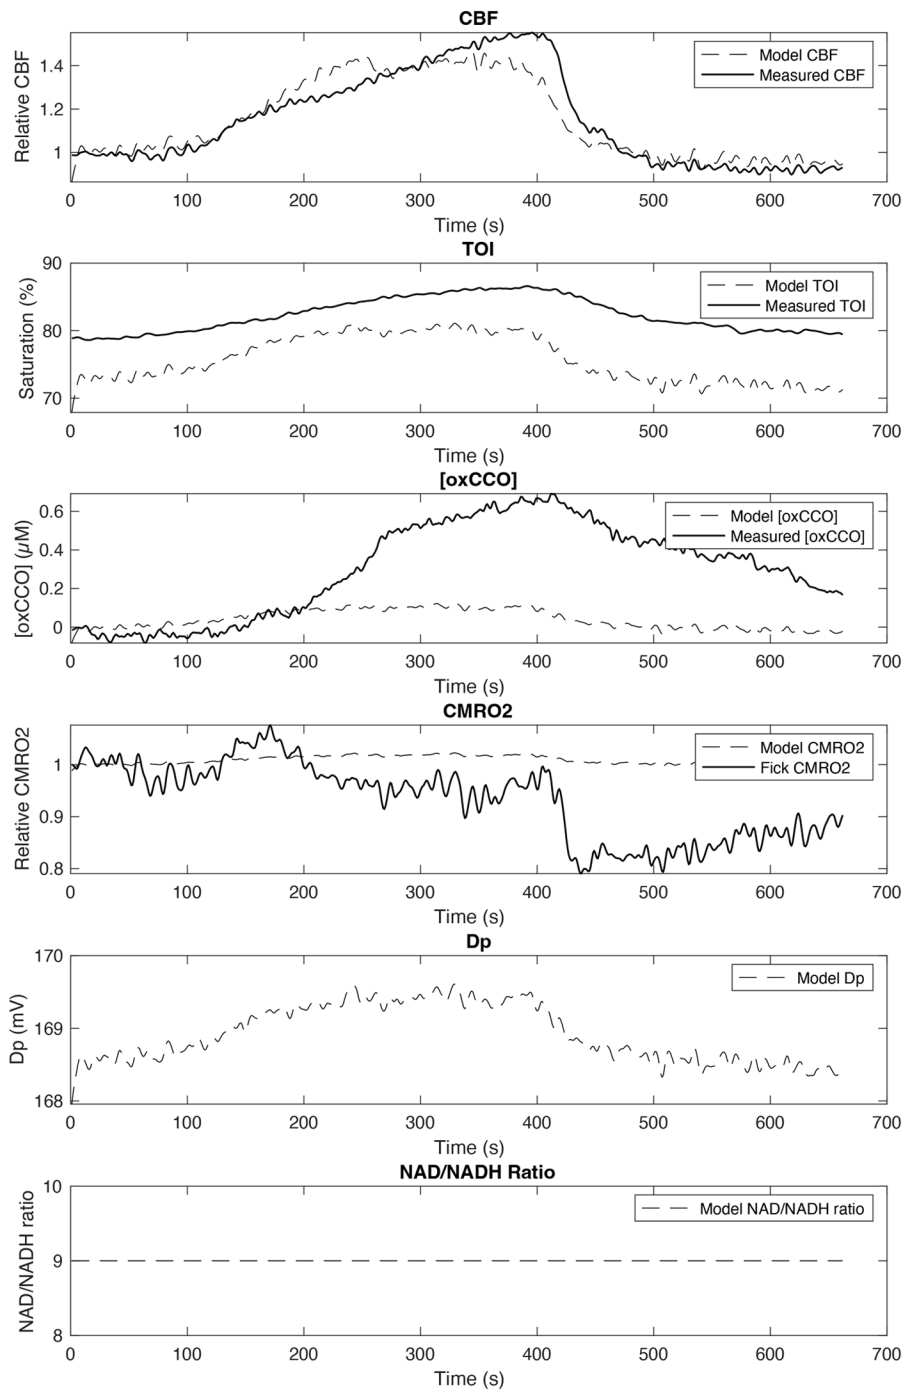 CBF
Relative CBF
1.4
1.2
1
Model CBF
Measured CBF
0 100 200 300 400 500 600 700
Time (s)
TOI
Saturation (%)
90
80
70
Model TOI
Measured TOI
0 100 200 300 400 500 600 700
Time (s)
[oxCCO]
[oxCCO] (µM)
0.6
0.4
0.2
0
Model [oxCCO]
Measured [oxCCO]
0 100 200 300 400 500 600 700
Time (s)
CMRO2
Relative CMRO2
1
0.9
0.8
Model CMRO2
Fick CMRO2
0 100 200 300 400 500 600 700
Time (s)
Dp
Dp (mV)
170
169
168
Model Dp
0 100 200 300 400 500 600 700
Time (s)
NAD/NADH Ratio
NAD/NADH ratio
10
9
8
Model NAD/NADH ratio
0 100 200 300 400 500 600 700
Time (s)